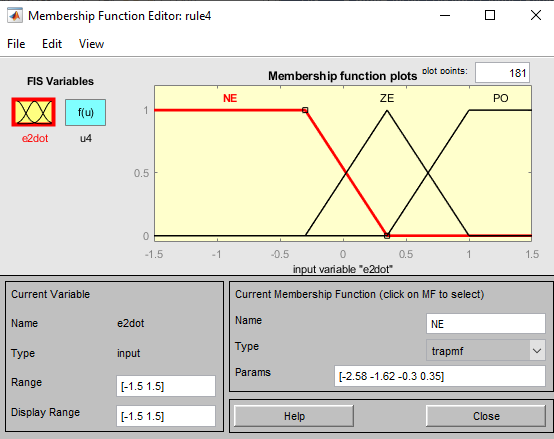 Membership Function Editor: rule4
File Edit View
FIS Variables
f(u)
e2dot u4
Membership function plots plot points: 181
NE ZE PO
1
0.5
0
-1.5 -1 -0.5 0 0.5 1 1.5
input variable "e2dot"
Current Variable
Name e2dot
Type input
Range [-1.5 1.5]
Display Range [-1.5 1.5]
Current Membership Function (click on MF to select)
Name NE
Type trapmf
Params [-2.58 -1.62 -0.3 0.35]
Help Close